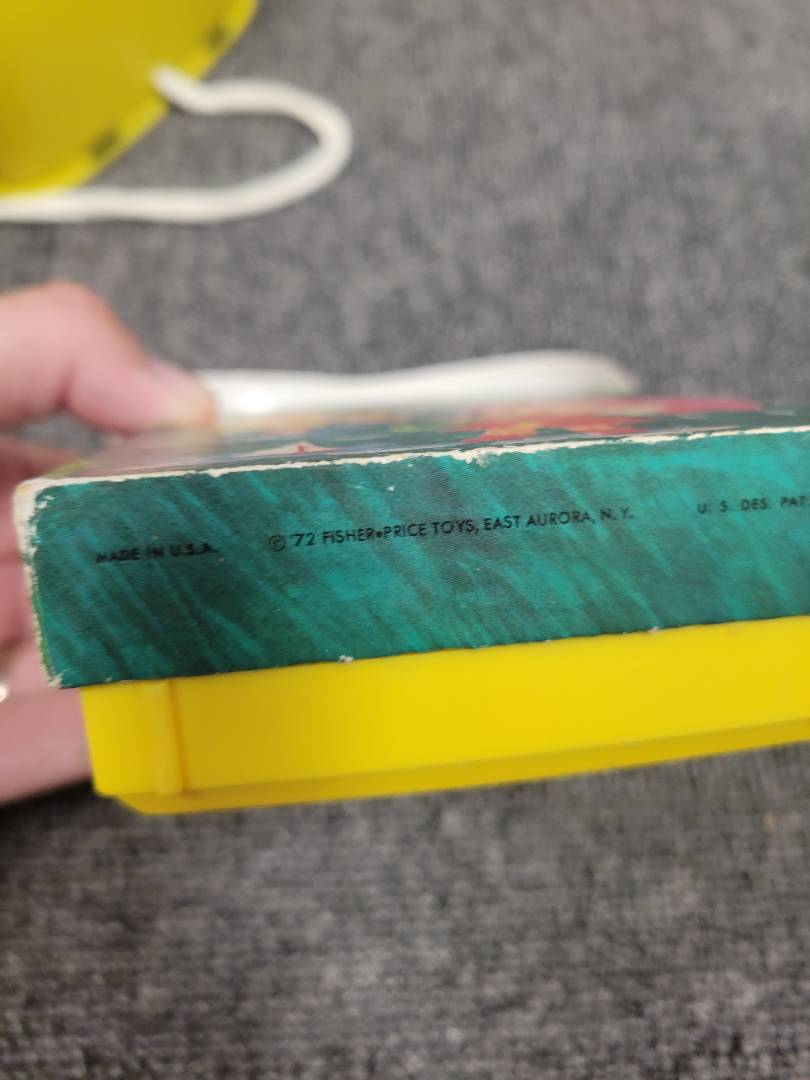 MADE IN U.S.A. © '72 FISHER•PRICE TOYS, EAST AURORA, N.Y. U. S. DES. PAT